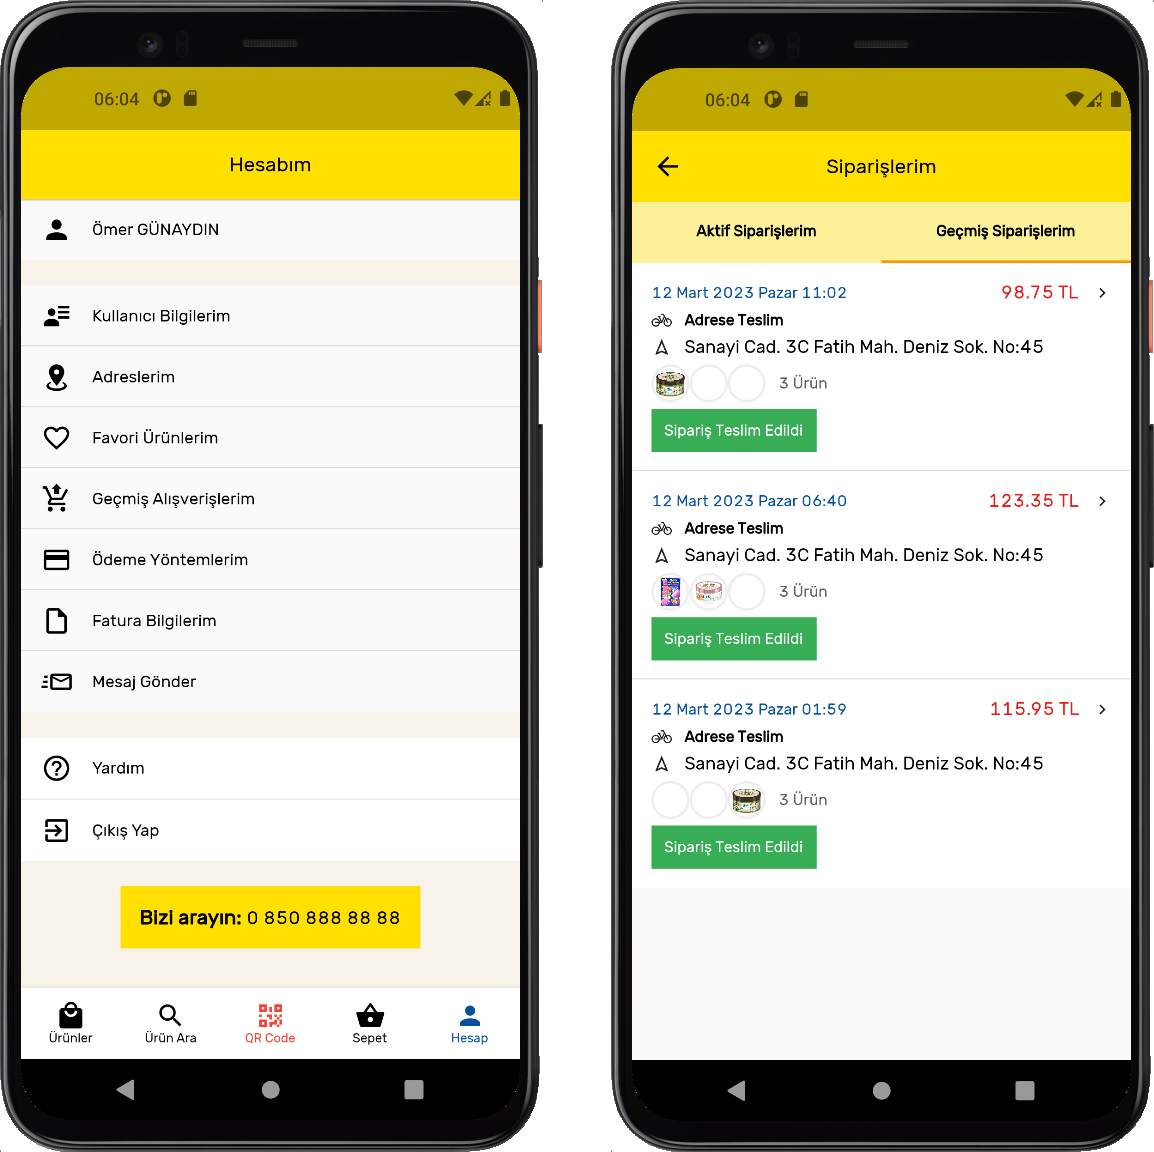 06:04
Hesabım
Ömer GÜNAYDIN
Kullanıcı Bilgilerim
Adreslerim
Favori Ürünlerim
Geçmiş Alışverişlerim
Ödeme Yöntemlerim
Fatura Bilgilerim
Mesaj Gönder
Yardım
Çıkış Yap
Bizi arayın: 0 850 888 88 88
Ürünler
Ürün Ara
QR Code
Sepet
Hesap
06:04
Siparişlerim
Aktif Siparişlerim
Geçmiş Siparişlerim
12 Mart 2023 Pazar 11:02
98.75 TL
Adrese Teslim
Sanayi Cad. 3C Fatih Mah. Deniz Sok. No:45
3 Ürün
Sipariş Teslim Edildi
12 Mart 2023 Pazar 06:40
123.35 TL
Adrese Teslim
Sanayi Cad. 3C Fatih Mah. Deniz Sok. No:45
3 Ürün
Sipariş Teslim Edildi
12 Mart 2023 Pazar 01:59
115.95 TL
Adrese Teslim
Sanayi Cad. 3C Fatih Mah. Deniz Sok. No:45
3 Ürün
Sipariş Teslim Edildi